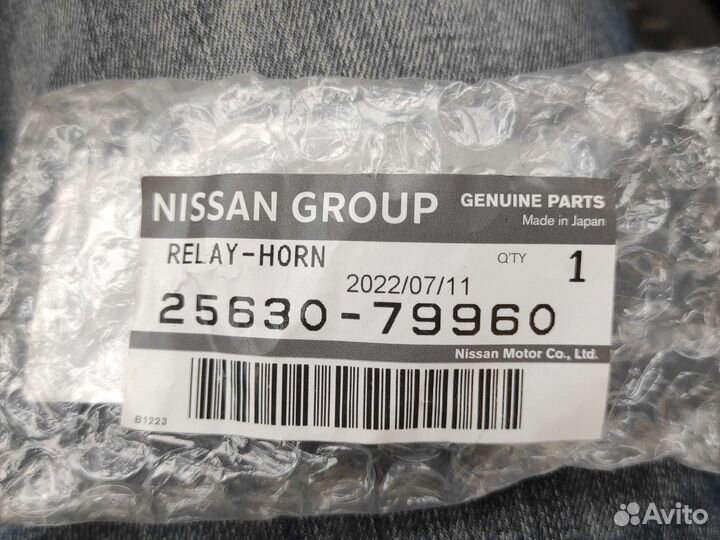 NISSAN GROUP GENUINE PARTS
Made in Japan
RELAY-HORN Q'TY 1
2022/07/11
25630-79960
Nissan Motor Co., Ltd.
B1223
Avito